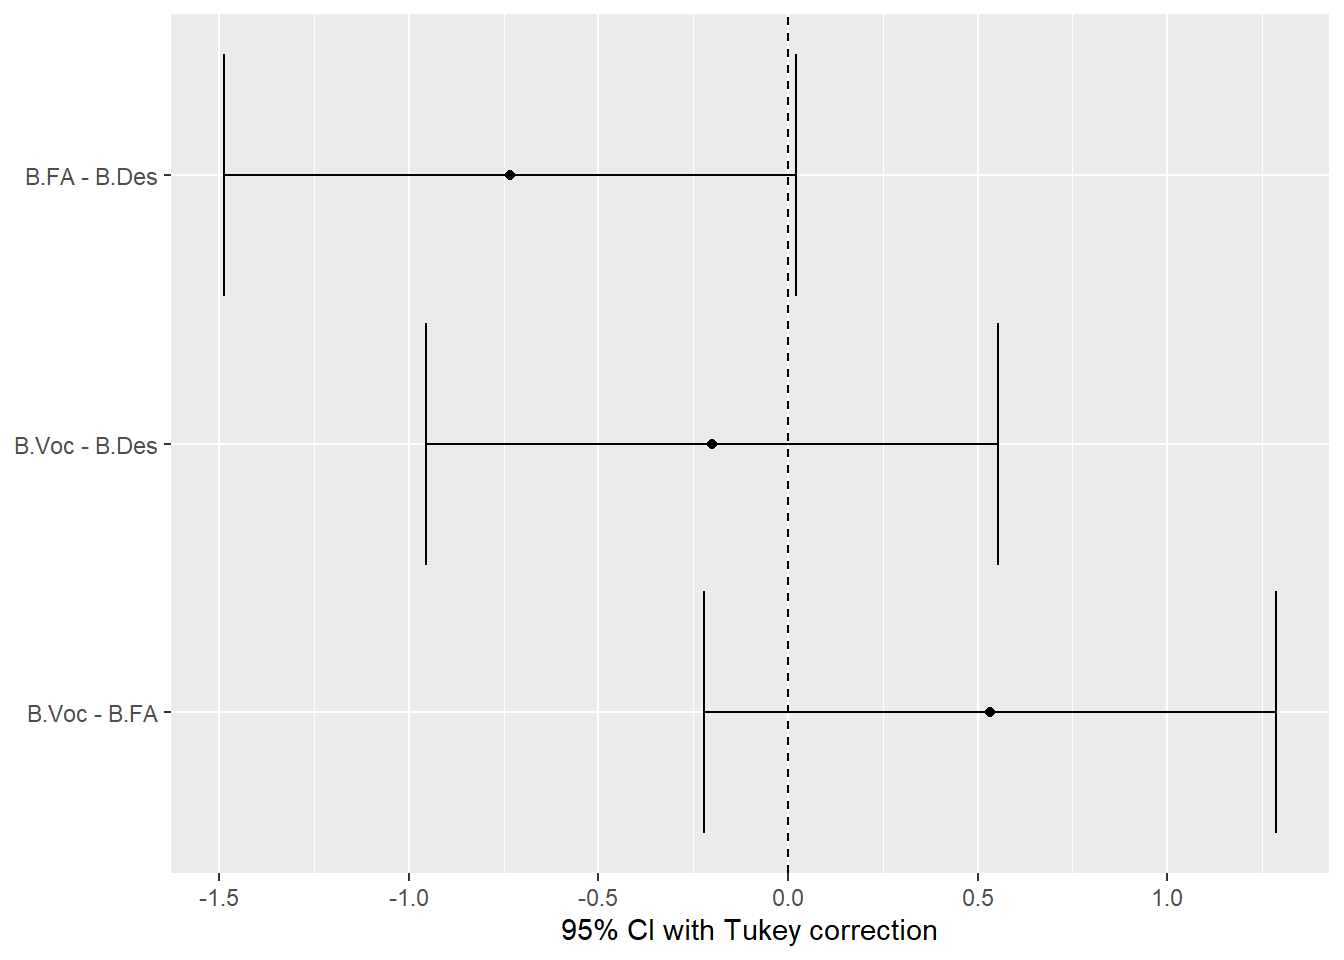 B.FA - B.Des
B.Voc - B.Des
B.Voc - B.FA
-1.5 -1.0 -0.5 0.0 0.5 1.0
95% CI with Tukey correction